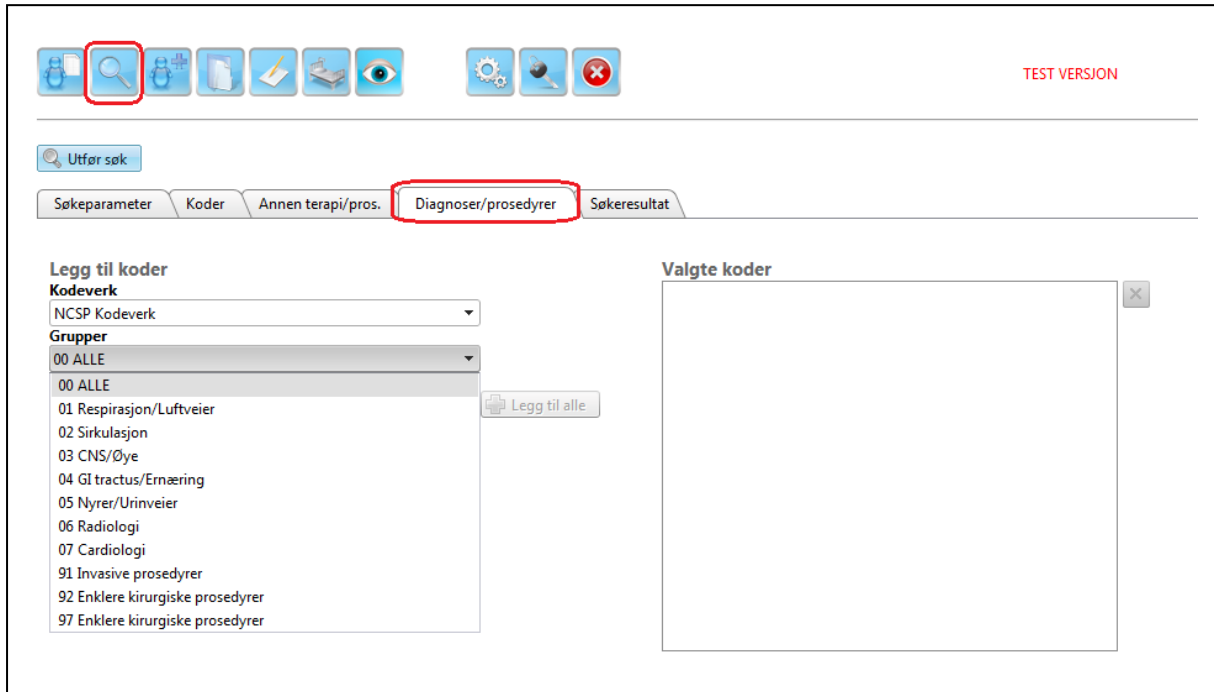 TEST VERSJON
Utfør søk
Søkeparameter Koder Annen terapi/pros. Diagnoser/prosedyrer Søkeresultat
Legg til koder
Kodeverk
NCSP Kodeverk
Grupper
00 ALLE
00 ALLE
01 Respirasjon/Luftveier
02 Sirkulasjon
03 CNS/Øye
04 GI tractus/Ernæring
05 Nyrer/Urinveier
06 Radiologi
07 Cardiologi
91 Invasive prosedyrer
92 Enklere kirurgiske prosedyrer
97 Enklere kirurgiske prosedyrer
Legg til alle
Valgte koder